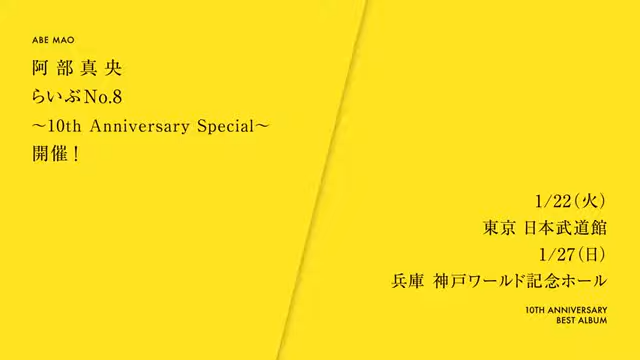 ABE MAO
阿部真央
らいぶNo.8
〜10th Anniversary Special〜
開催！
1/22（火）
東京 日本武道館
1/27（日）
兵庫 神戸ワールド記念ホール
10TH ANNIVERSARY
BEST ALBUM